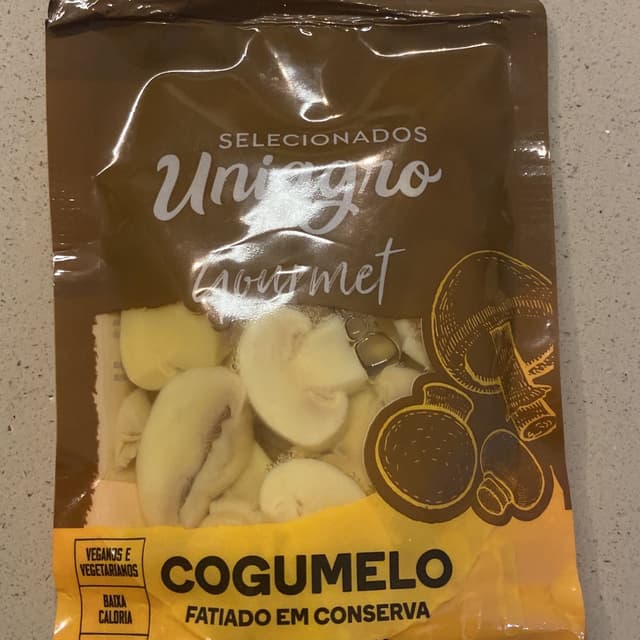 SELECIONADOS
Uniagro
Gourmet
VEGANOS E
VEGETARIANOS
BAIXA
CALORIA
COGUMELO
FATIADO EM CONSERVA